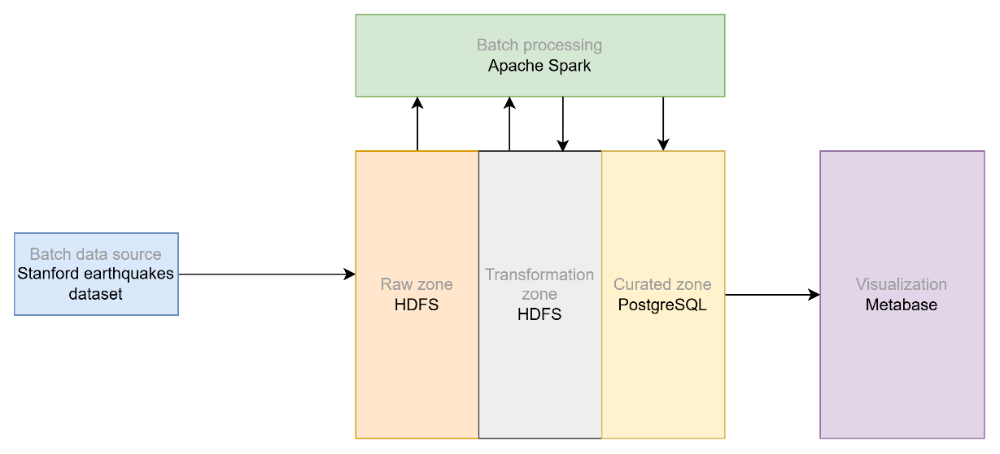 Batch processing
Apache Spark
Batch data source
Stanford earthquakes
dataset
Raw zone
HDFS
Transformation
zone
HDFS
Curated zone
PostgreSQL
Visualization
Metabase